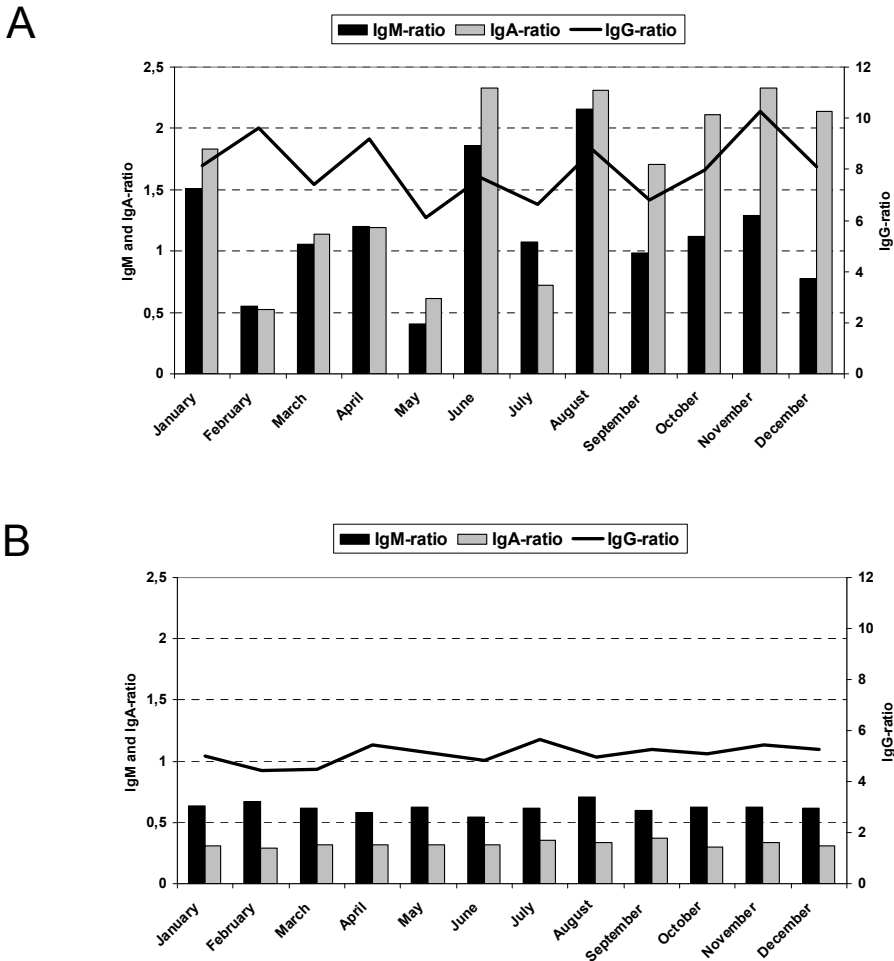 A
IgM-ratio IgA-ratio IgG-ratio
2,5
2
1,5
1
0,5
0
IgM and IgA-ratio
12
10
8
6
4
2
0
IgG-ratio
January
February
March
April
May
June
July
August
September
October
November
December
B
IgM-ratio IgA-ratio IgG-ratio
2,5
2
1,5
1
0,5
0
IgM and IgA-ratio
12
10
8
6
4
2
0
IgG-ratio
January
February
March
April
May
June
July
August
September
October
November
December